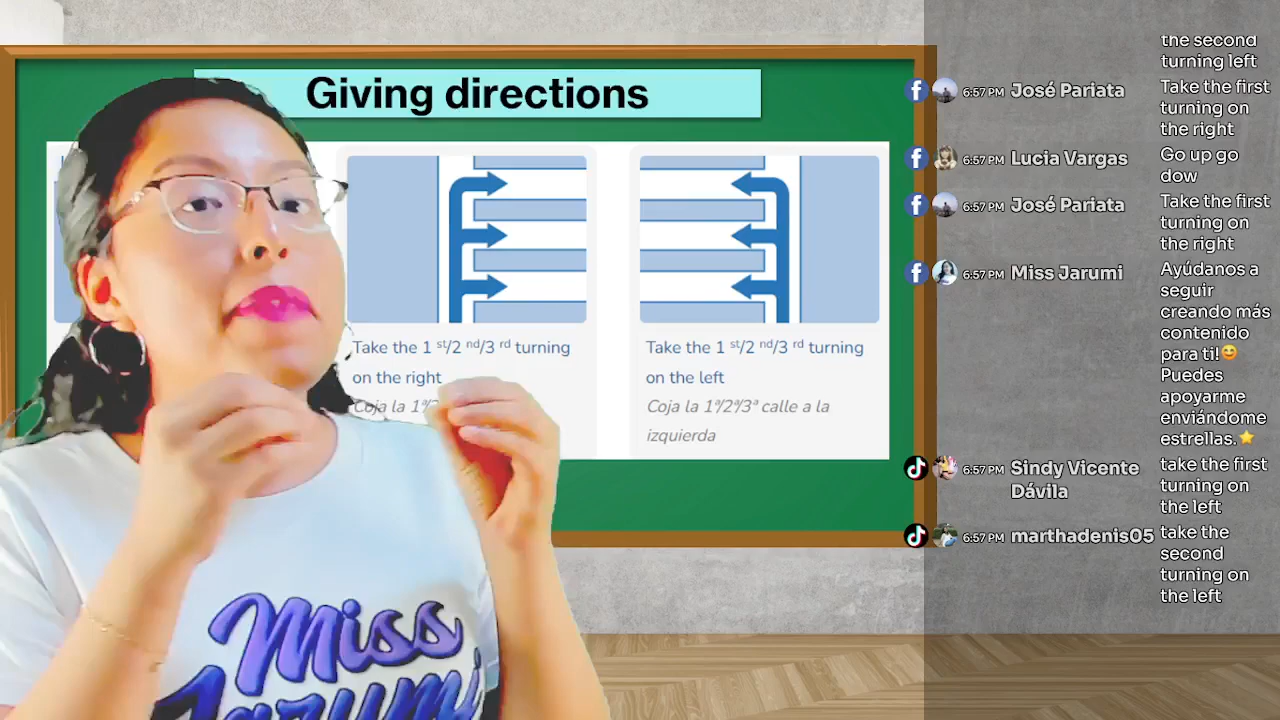 Giving directions
Take the 1 st/2 nd/3 rd turning
on the right
Coja la 1ª/2
Take the 1 st/2 nd/3 rd turning
on the left
Coja la 1ª/2ª/3ª calle a la
izquierda
Miss
Jarumi
the second
turning left
6:57 PM José Pariata
Take the first
turning on
the right
6:57 PM Lucia Vargas
Go up go
dow
6:57 PM José Pariata
Take the first
turning on
the right
6:57 PM Miss Jarumi
Ayúdanos a
seguir
creando más
contenido
para ti!😊
Puedes
apoyarme
enviándome
estrellas.⭐
6:57 PM Sindy Vicente
Dávila
take the first
turning on
the left
6:57 PM marthadenis05
take the
second
turning on
the left